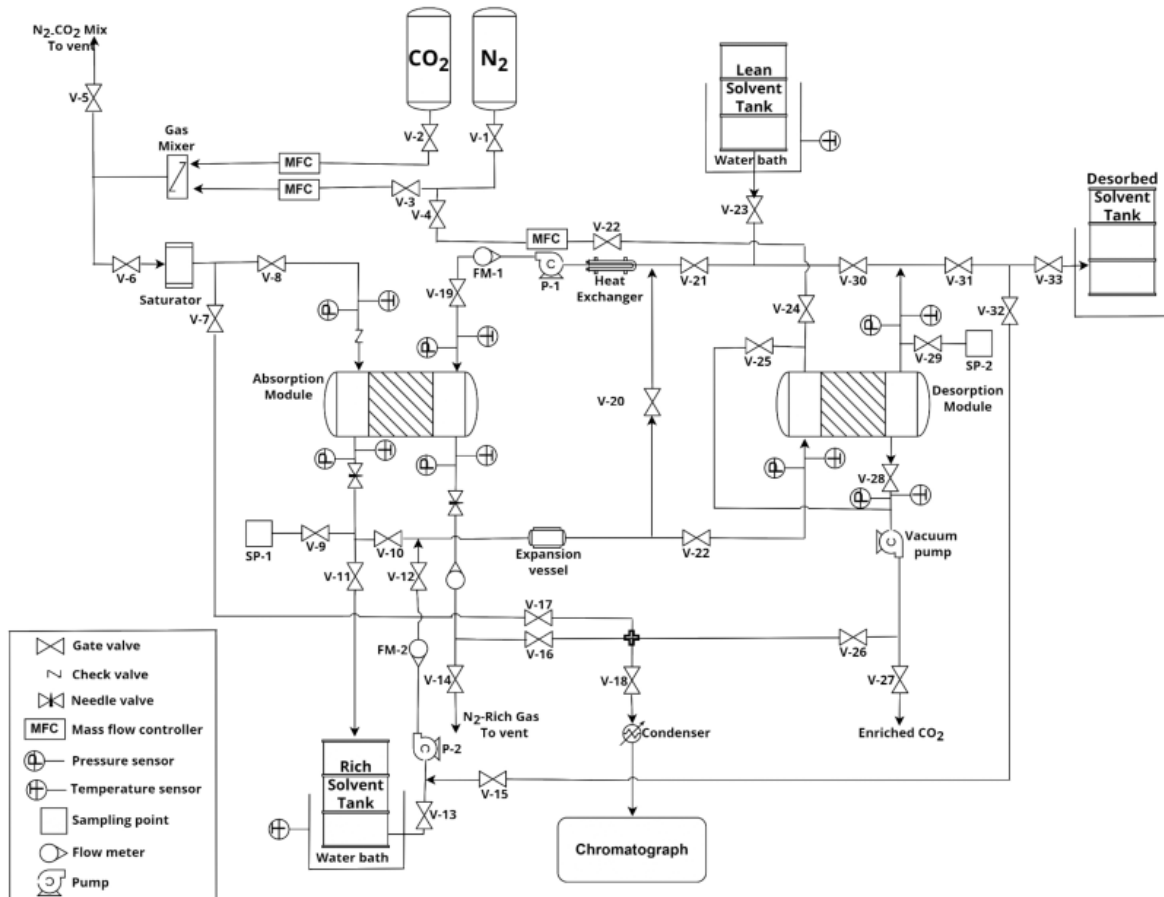 N2-CO2 Mix
To vent
CO2
N2
V-5
V-2
V-1
Gas
Mixer
MFC
MFC
V-3
V-4
Lean
Solvent
Tank
Water bath
V-23
Desorbed
Solvent
Tank
V-22
MFC
FM-1
P-1
Heat
Exchanger
V-21
V-30
V-31
V-33
V-6
Saturator
V-8
V-7
V-19
V-24
V-32
V-25
V-29
SP-2
Absorption
Module
Desorption
Module
V-20
V-28
SP-1
V-9
V-10
V-11
V-12
Expansion
vessel
V-22
Vacuum
pump
V-17
V-16
V-26
FM-2
V-14
V-18
V-27
N2-Rich Gas
To vent
Condenser
Enriched CO2
P-2
Rich
Solvent
Tank
V-15
V-13
Water bath
Chromatograph
Gate valve
Check valve
Needle valve
MFC
Mass flow controller
Pressure sensor
Temperature sensor
Sampling point
Flow meter
Pump